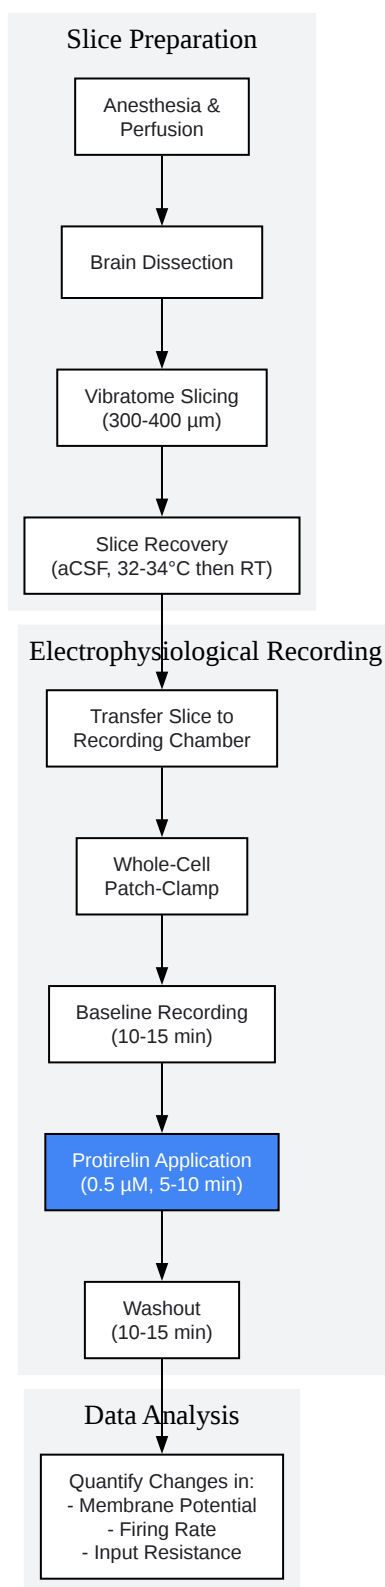 Slice Preparation
Anesthesia &
Perfusion
Brain Dissection
Vibratome Slicing
(300-400 µm)
Slice Recovery
(aCSF, 32-34°C then RT)
Electrophysiological Recording
Transfer Slice to
Recording Chamber
Whole-Cell
Patch-Clamp
Baseline Recording
(10-15 min)
Protirelin Application
(0.5 µM, 5-10 min)
Washout
(10-15 min)
Data Analysis
Quantify Changes in:
- Membrane Potential
- Firing Rate
- Input Resistance